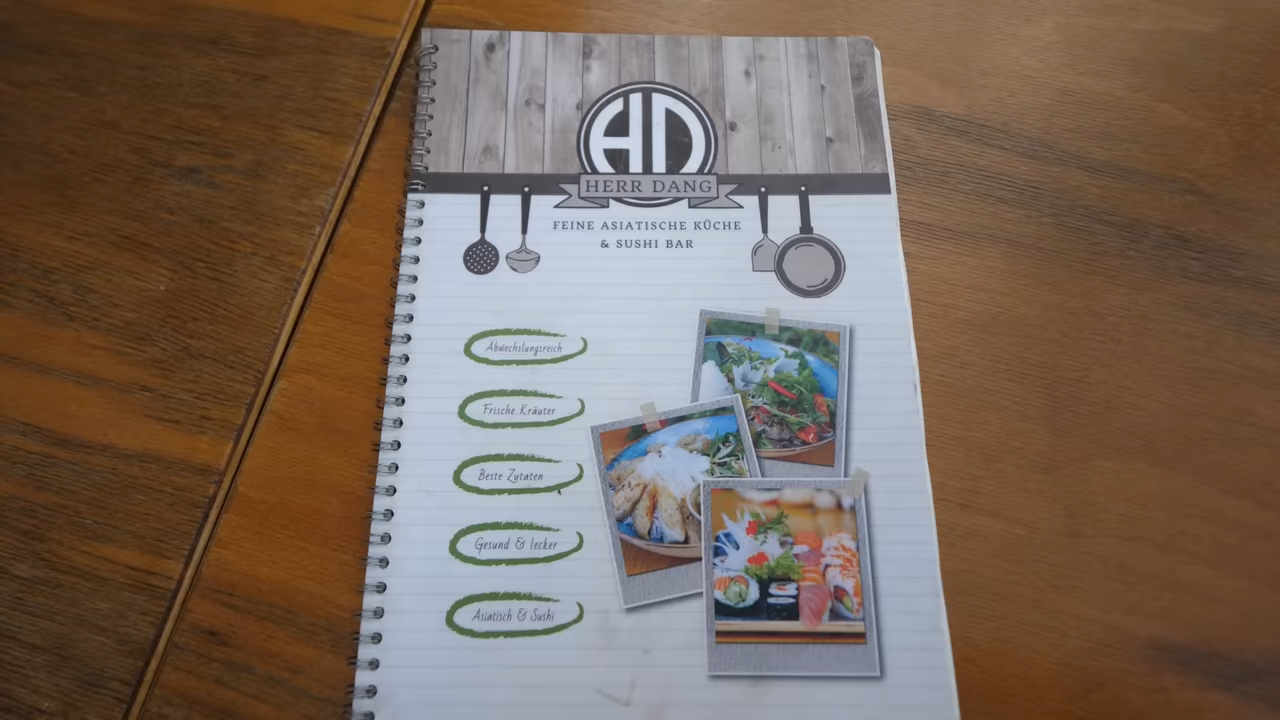 HD
HERR DANG
FEINE ASIATISCHE KÜCHE
& SUSHI BAR
Abwechslungsreich
Frische Kräuter
Beste Zutaten
Gesund & lecker
Asiatisch & Sushi